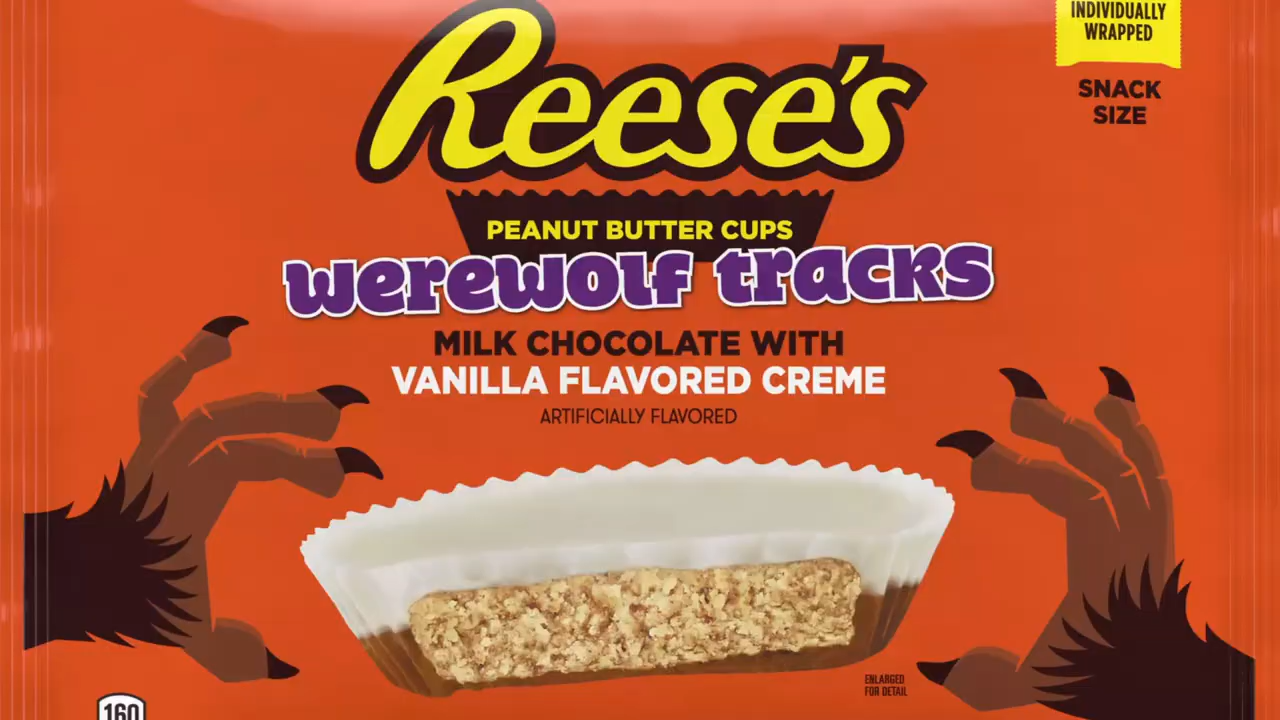 INDIVIDUALLY
WRAPPED
SNACK
SIZE
Reese's
PEANUT BUTTER CUPS
werewolf tracks
MILK CHOCOLATE WITH
VANILLA FLAVORED CREME
ARTIFICIALLY FLAVORED
ENLARGED
FOR DETAIL
160